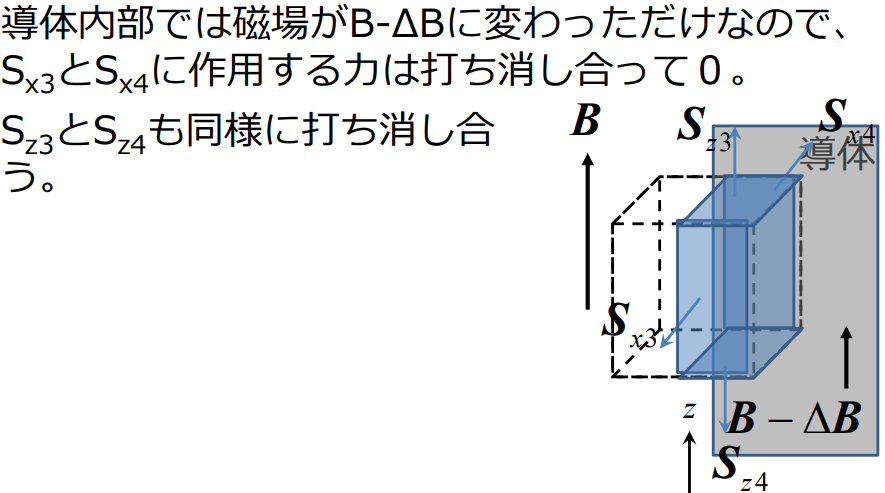 導体内部では磁場がB-ΔBに変わっただけなので、
Sx3とSx4に作用する力は打ち消し合って０。
Sz3とSz4も同様に打ち消し合
う。
B
Sz3
Sx4
導体
Sx3
z
B − ΔB
Sz4